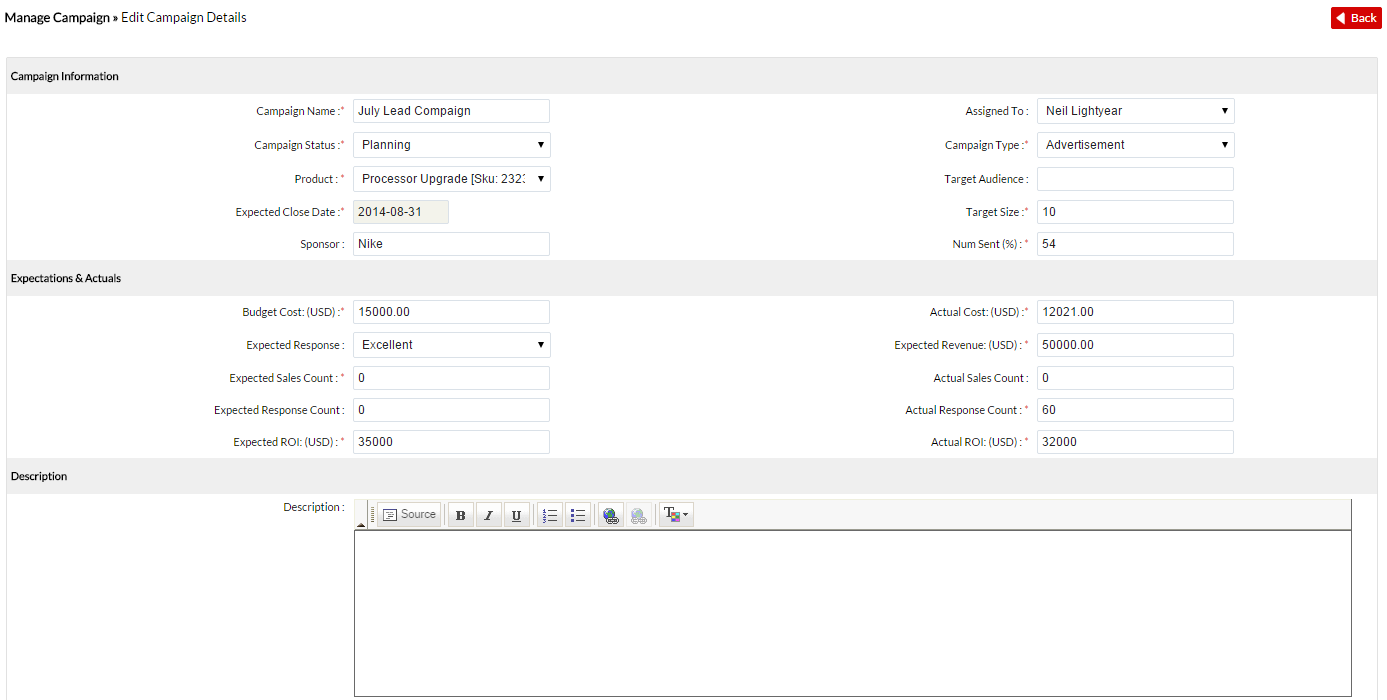 Manage Campaign » Edit Campaign Details
Back
Campaign Information
Campaign Name :* July Lead Compaign
Assigned To : Neil Lightyear
Campaign Status :* Planning
Campaign Type :* Advertisement
Product : * Processor Upgrade [Sku: 2323
Target Audience :
Expected Close Date :* 2014-08-31
Target Size :* 10
Sponsor : Nike
Num Sent (%) : * 54
Expectations & Actuals
Budget Cost: (USD) :* 15000.00
Actual Cost: (USD) :* 12021.00
Expected Response : Excellent
Expected Revenue: (USD) : * 50000.00
Expected Sales Count : * 0
Actual Sales Count : 0
Expected Response Count : 0
Actual Response Count : * 60
Expected ROI: (USD) : * 35000
Actual ROI: (USD) : * 32000
Description
Description :
Source B I U